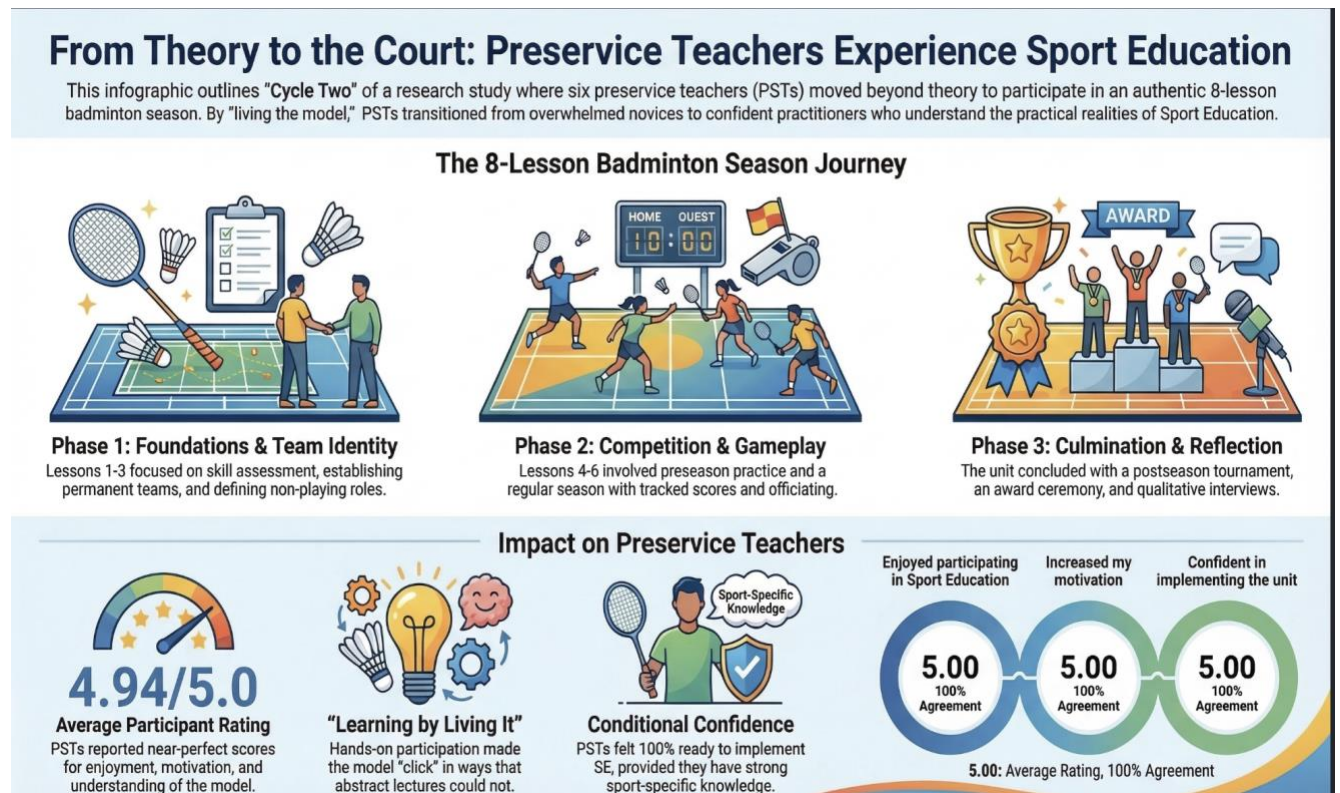 From Theory to the Court: Preservice Teachers Experience Sport Education
This infographic outlines "Cycle Two" of a research study where six preservice teachers (PSTs) moved beyond theory to participate in an authentic 8-lesson
badminton season. By "living the model," PSTs transitioned from overwhelmed novices to confident practitioners who understand the practical realities of Sport Education.
The 8-Lesson Badminton Season Journey
HOME OUEST
10:00
AWARD
Phase 1: Foundations & Team Identity
Lessons 1-3 focused on skill assessment, establishing
permanent teams, and defining non-playing roles.
Phase 2: Competition & Gameplay
Lessons 4-6 involved preseason practice and a
regular season with tracked scores and officiating.
Phase 3: Culmination & Reflection
The unit concluded with a postseason tournament,
an award ceremony, and qualitative interviews.
Impact on Preservice Teachers
4.94/5.0
Average Participant Rating
PSTs reported near-perfect scores
for enjoyment, motivation, and
understanding of the model.
"Learning by Living It"
Hands-on participation made
the model "click" in ways that
abstract lectures could not.
Sport-Specific
Knowledge
Conditional Confidence
PSTs felt 100% ready to implement
SE, provided they have strong
sport-specific knowledge.
Enjoyed participating
in Sport Education
5.00
100%
Agreement
Increased my
motivation
5.00
100%
Agreement
Confident in
implementing the unit
5.00
100%
Agreement
5.00: Average Rating, 100% Agreement